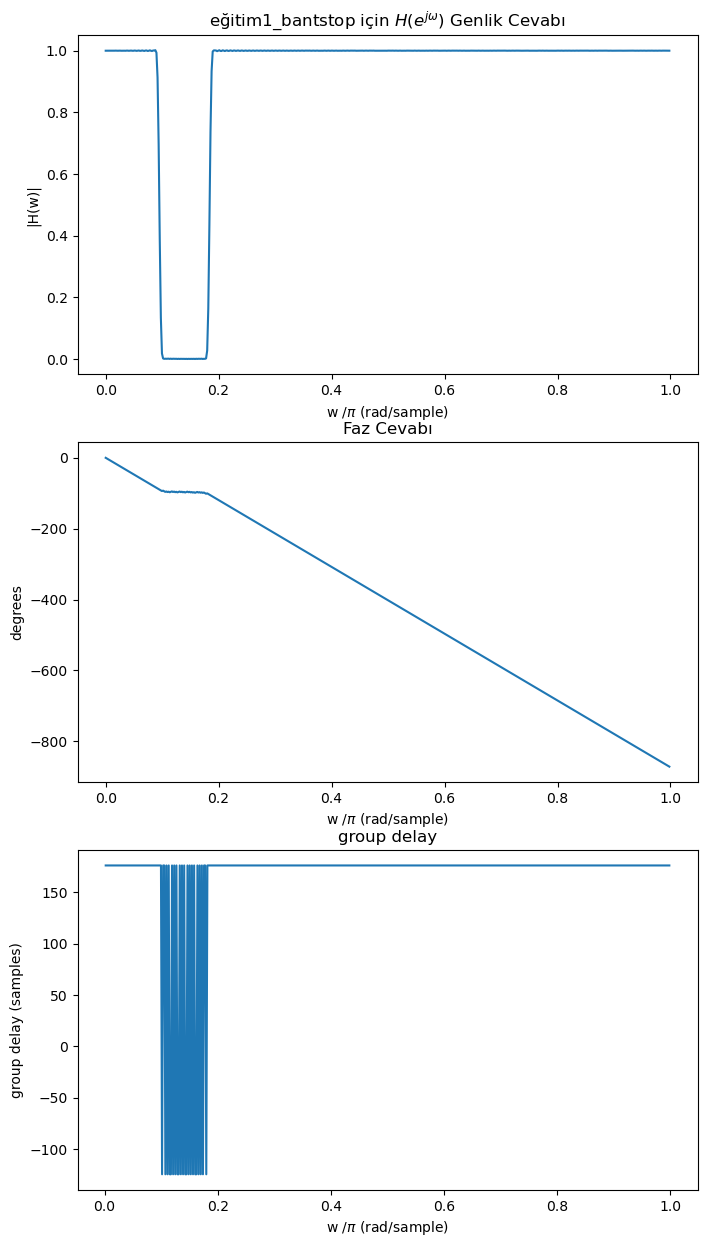 eğitim1_bantstop için $H(e^{j\omega})$ Genlik Cevabı
1.0
0.8
0.6
0.4
0.2
0.0
|H(w)|
0.0 0.2 0.4 0.6 0.8 1.0
w /π (rad/sample)
Faz Cevabı
0
−200
−400
−600
−800
degrees
0.0 0.2 0.4 0.6 0.8 1.0
w /π (rad/sample)
group delay
150
100
50
0
−50
−100
group delay (samples)
0.0 0.2 0.4 0.6 0.8 1.0
w /π (rad/sample)